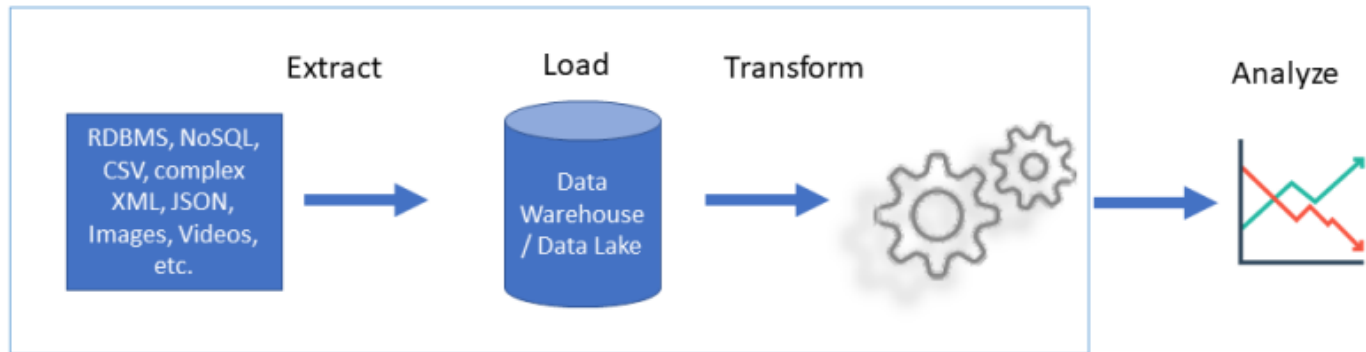 Extract
Load
Transform
Analyze
RDBMS, NoSQL,
CSV, complex
XML, JSON,
Images, Videos,
etc.
Data
Warehouse
/ Data Lake